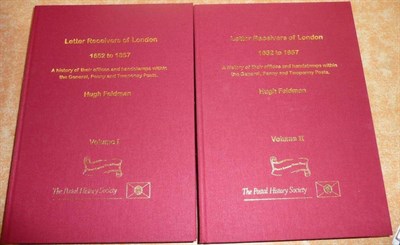 Letter Receivers of London
1652 to 1857
A history of their offices and handstamps within
the General, Penny and Twopenny Posts.
Hugh Feldman
Volume I
The Postal History Society
Letter Receivers of London
1652 to 1857
A history of their offices and handstamps within
the General, Penny and Twopenny Posts.
Hugh Feldman
Volume II
The Postal History Society